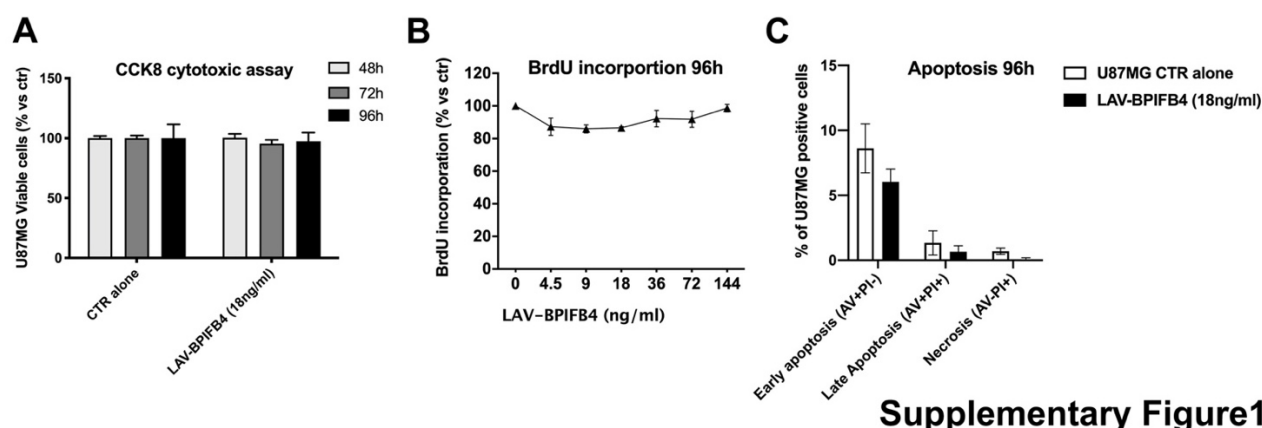 A
CCK8 cytotoxic assay
48h
72h
96h
U87MG Viable cells (% vs ctr)
150
100
50
0
CTR alone
LAV-BPIFB4 (18ng/ml)
B
BrdU incorportion 96h
BrdU incorporation (% vs ctr)
120
100
80
60
40
20
0
0 4.5 9 18 36 72 144
LAV-BPIFB4 (ng/ml)
C
Apoptosis 96h
U87MG CTR alone
LAV-BPIFB4 (18ng/ml)
% of U87MG positive cells
15
10
5
0
Early apoptosis (AV+PI-)
Late Apoptosis (AV+PI+)
Necrosis (AV-PI+)
Supplementary Figure1